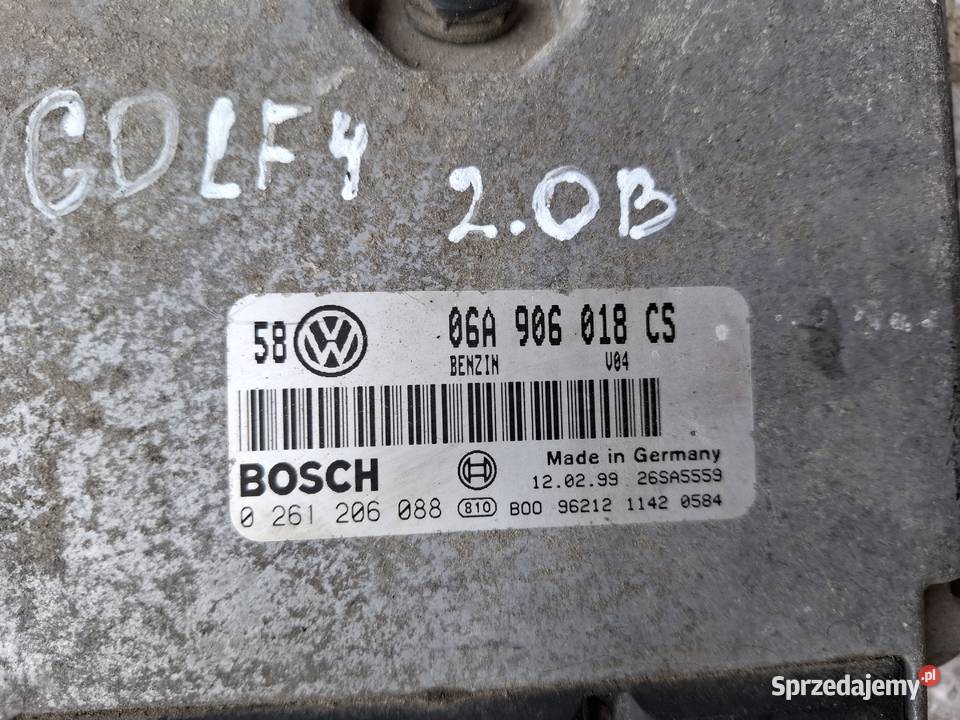 GOLF4
2.0B
58 VW 06A 906 018 CS
BENZIN V04
Made in Germany
BOSCH 12.02.99 26SA5559
0 261 206 088 810 B00 96212 1142 0584
Sprzedajemy.pl